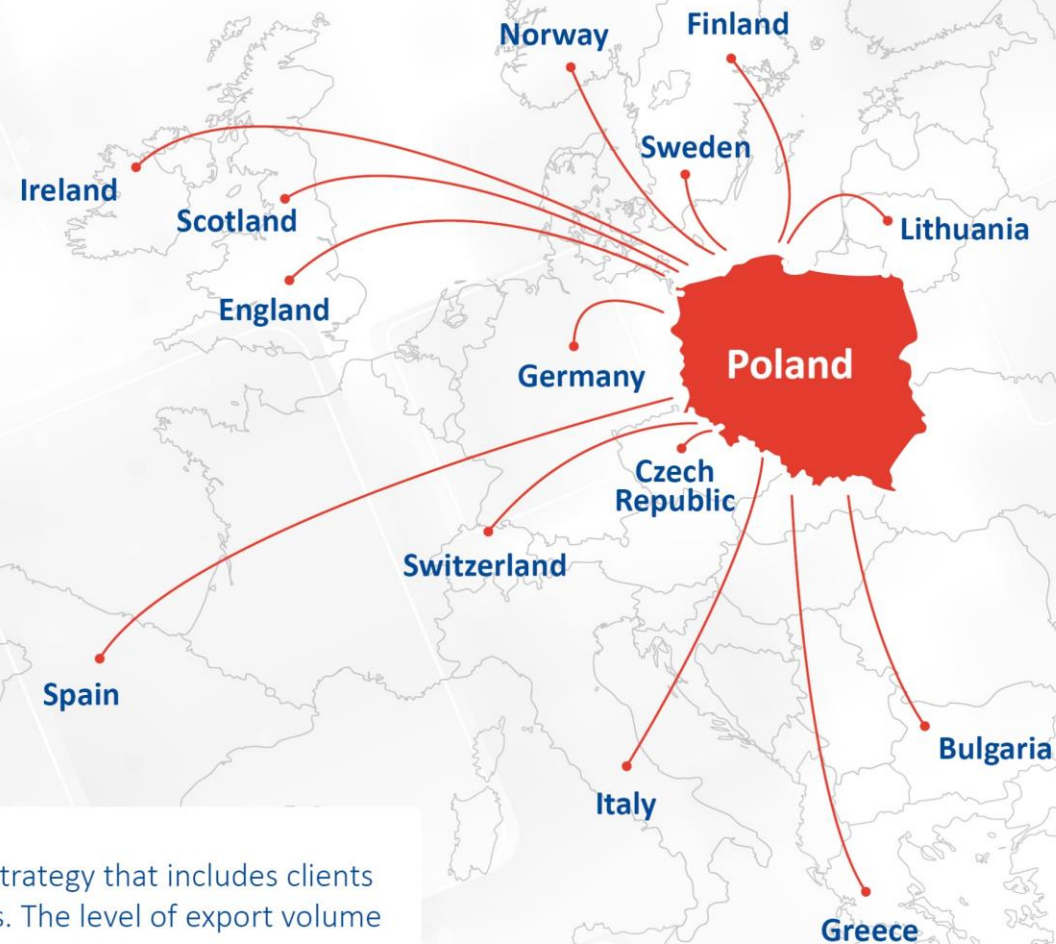 Norway
Finland
Sweden
Ireland
Scotland
Lithuania
England
Poland
Germany
Czech
Republic
Switzerland
Spain
Bulgaria
Italy
trategy that includes clients
s. The level of export volume
Greece